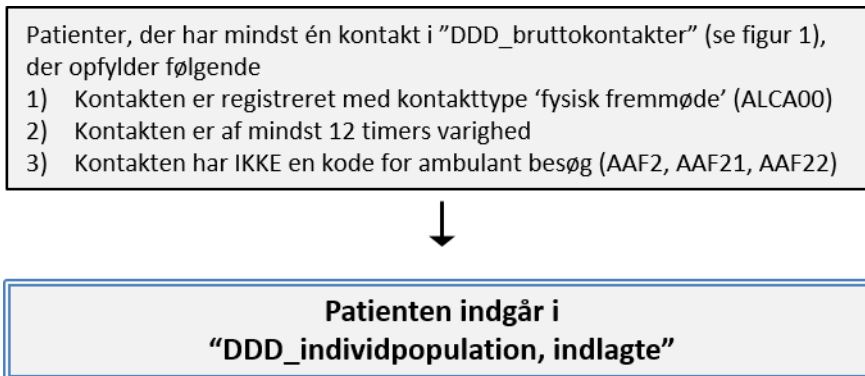 Patienter, der har mindst én kontakt i ”DDD_bruttokontakter” (se figur 1),
der opfylder følgende
1) Kontakten er registreret med kontakttype ‘fysisk fremmøde’ (ALCA00)
2) Kontakten er af mindst 12 timers varighed
3) Kontakten har IKKE en kode for ambulant besøg (AAF2, AAF21, AAF22)
Patienten indgår i
“DDD_individpopulation, indlagte”